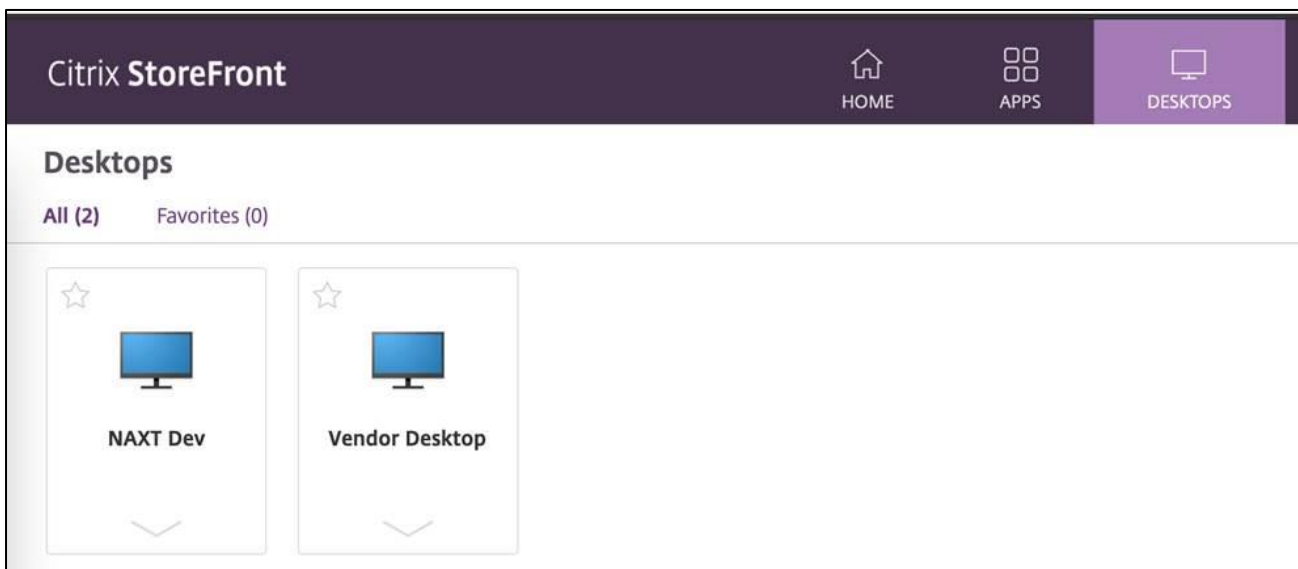 Citrix StoreFront
HOME
APPS
DESKTOPS
Desktops
All (2)
Favorites (0)
NAXT Dev
Vendor Desktop